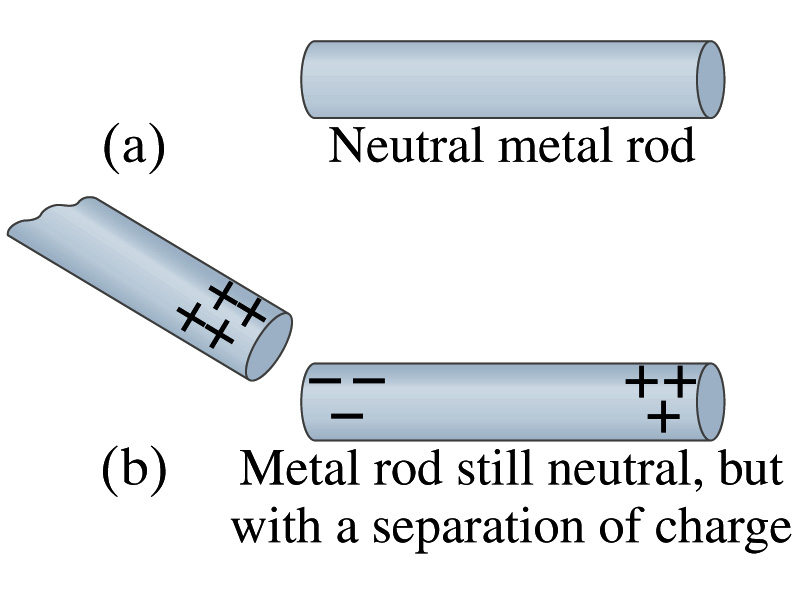 (a) Neutral metal rod
++
++
− − ++
− +
(b) Metal rod still neutral, but
with a separation of charge